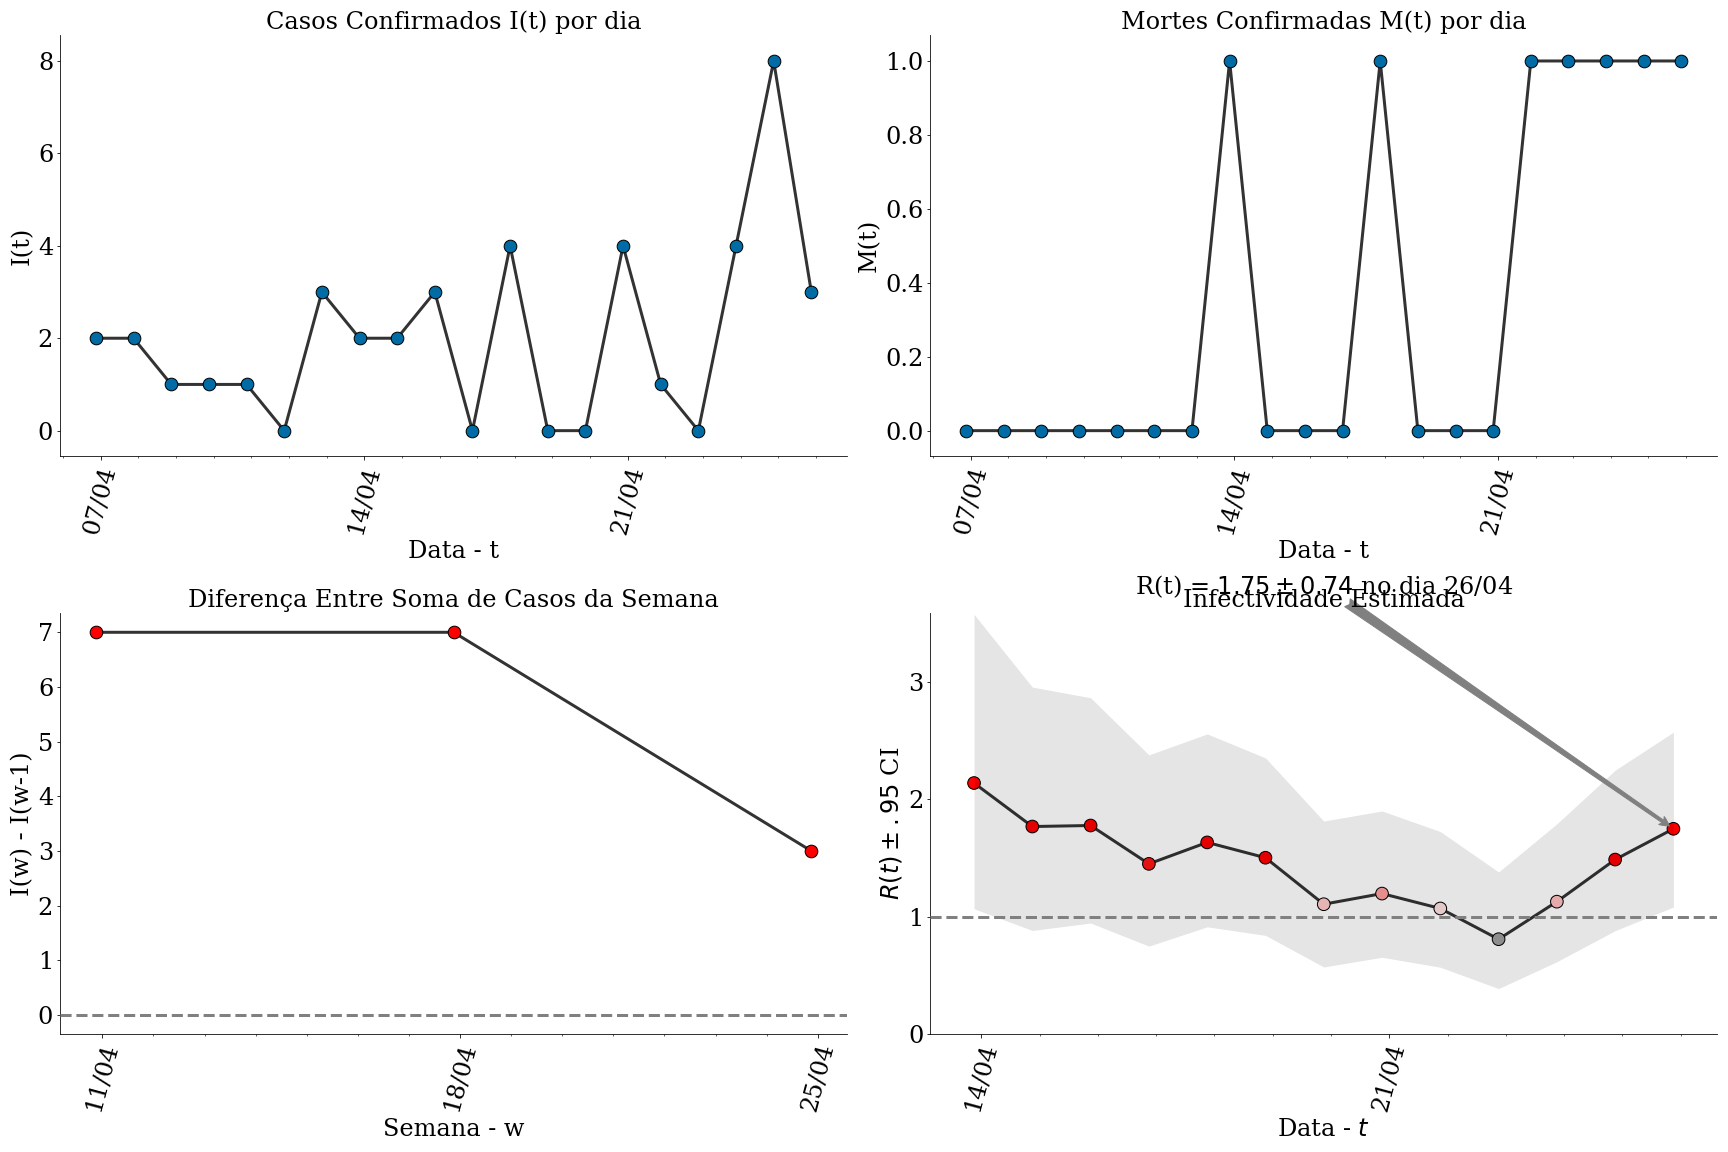 Casos Confirmados I(t) por dia
I(t)
8
6
4
2
0
07/04
14/04
21/04
Data - t
Mortes Confirmadas M(t) por dia
M(t)
1.0
0.8
0.6
0.4
0.2
0.0
07/04
14/04
21/04
Data - t
Diferença Entre Soma de Casos da Semana
I(w) - I(w-1)
7
6
5
4
3
2
1
0
11/04
18/04
25/04
Semana - w
R(t) = 1.75 ± 0.74 no dia 26/04
Infectividade Estimada
R(t) ± .95 CI
3
2
1
0
14/04
21/04
Data - t